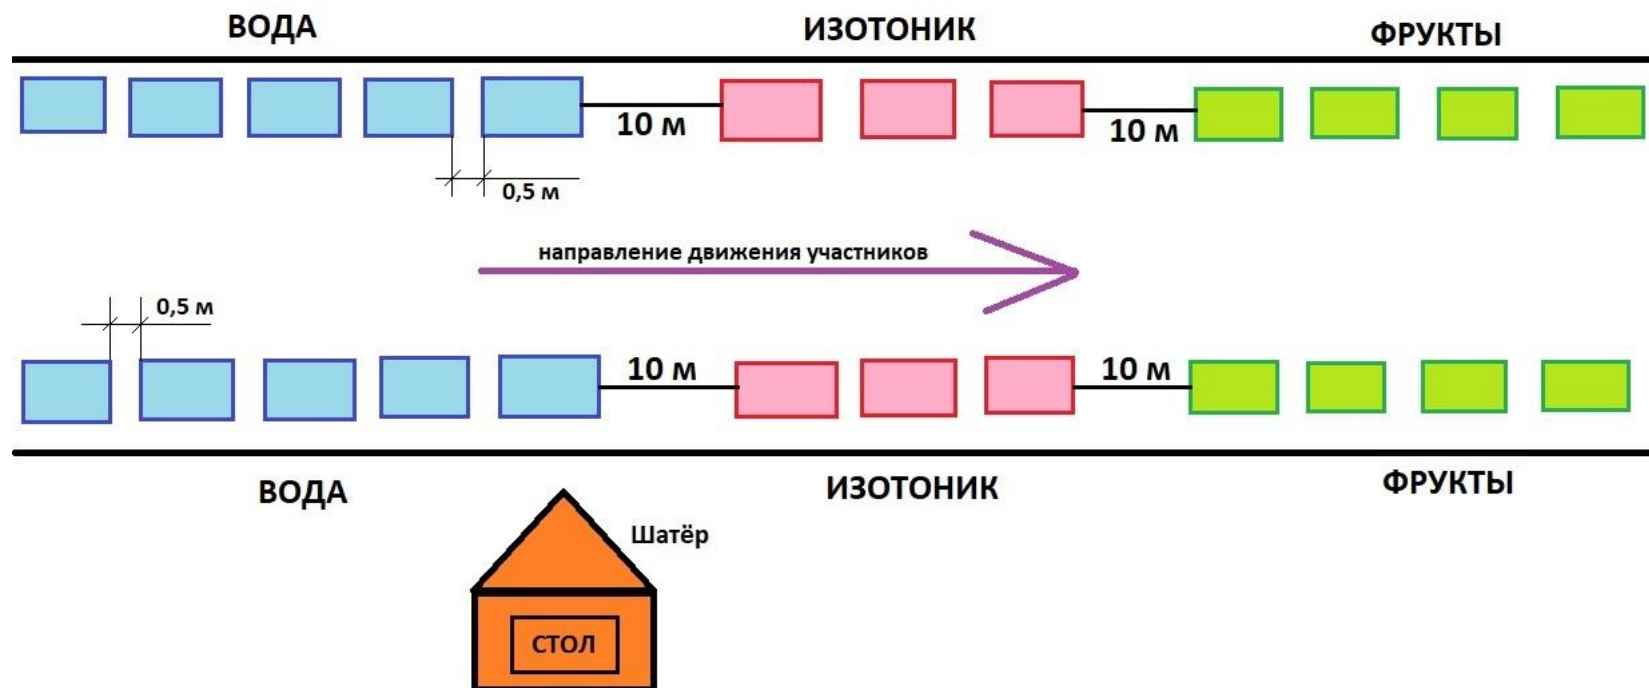 ВОДА
ИЗОТОНИК
ФРУКТЫ
10 м
10 м
0,5 м
направление движения участников
0,5 м
10 м
10 м
ВОДА
ИЗОТОНИК
ФРУКТЫ
Шатёр
СТОЛ